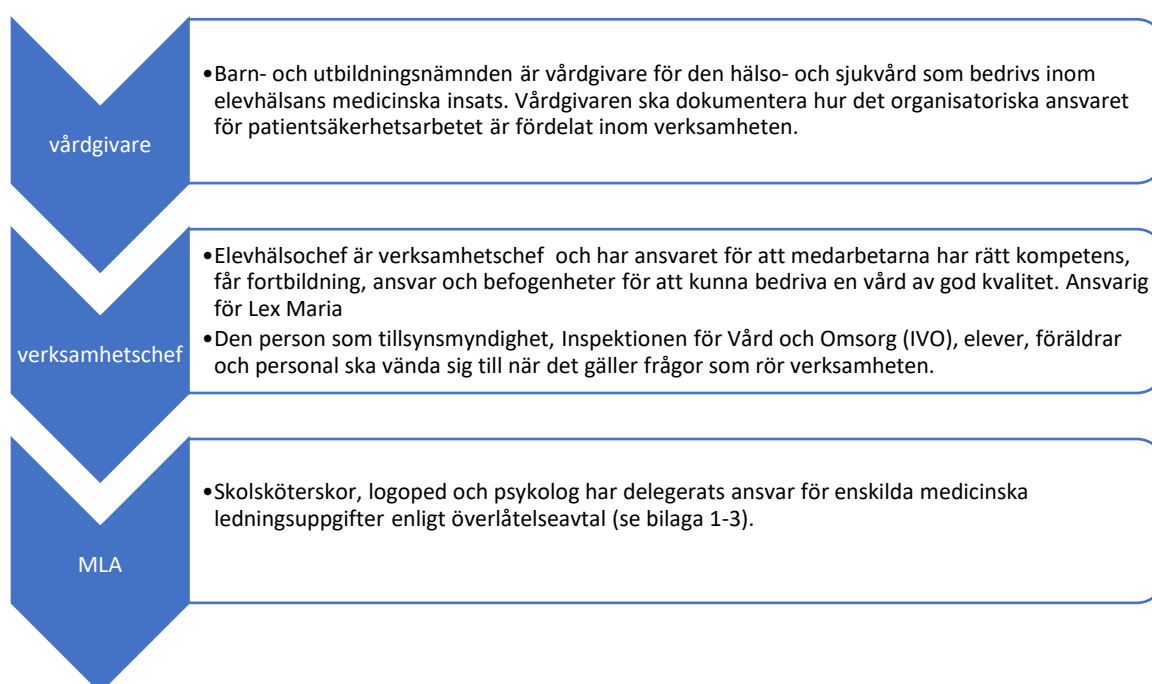 vårdgivare
•Barn- och utbildningsnämnden är vårdgivare för den hälso- och sjukvård som bedrivs inom
elevhälsans medicinska insats. Vårdgivaren ska dokumentera hur det organisatoriska ansvaret
för patientsäkerhetsarbetet är fördelat inom verksamheten.
verksamhetschef
•Elevhälsochef är verksamhetschef  och har ansvaret för att medarbetarna har rätt kompetens,
får fortbildning, ansvar och befogenheter för att kunna bedriva en vård av god kvalitet. Ansvarig
för Lex Maria
•Den person som tillsynsmyndighet, Inspektionen för Vård och Omsorg (IVO), elever, föräldrar
och personal ska vända sig till när det gäller frågor som rör verksamheten.
MLA
•Skolsköterskor, logoped och psykolog har delegerats ansvar för enskilda medicinska
ledningsuppgifter enligt överlåtelseavtal (se bilaga 1-3).